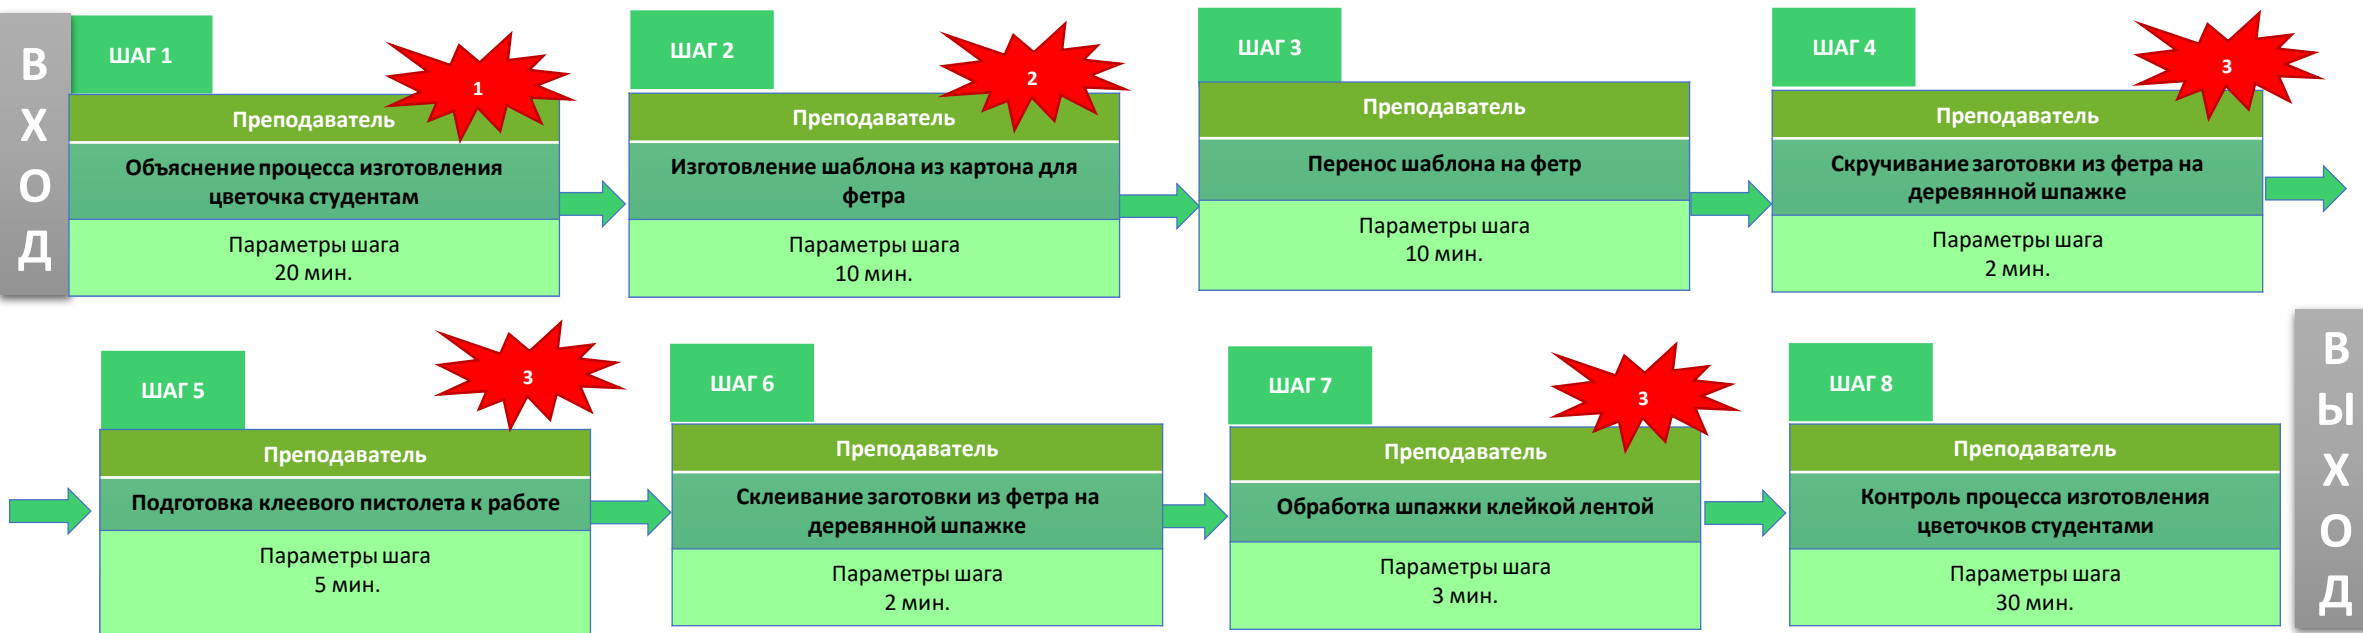 ВХОД
ШАГ 1
1
Преподаватель
Объяснение процесса изготовления
цветочка студентам
Параметры шага
20 мин.
ШАГ 2
2
Преподаватель
Изготовление шаблона из картона для
фетра
Параметры шага
10 мин.
ШАГ 3
Преподаватель
Перенос шаблона на фетр
Параметры шага
10 мин.
ШАГ 4
3
Преподаватель
Скручивание заготовки из фетра на
деревянной шпажке
Параметры шага
2 мин.
ШАГ 5
3
Преподаватель
Подготовка клеевого пистолета к работе
Параметры шага
5 мин.
ШАГ 6
Преподаватель
Склеивание заготовки из фетра на
деревянной шпажке
Параметры шага
2 мин.
ШАГ 7
3
Преподаватель
Обработка шпажки клейкой лентой
Параметры шага
3 мин.
ШАГ 8
Преподаватель
Контроль процесса изготовления
цветочков студентами
Параметры шага
30 мин.
ВЫХОД